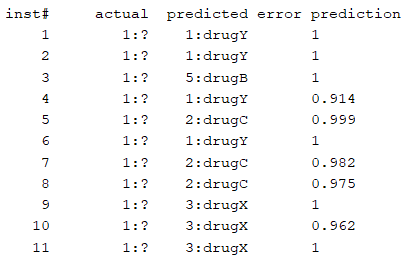 inst# actual predicted error prediction
1 1:? 1:drugY 1
2 1:? 1:drugY 1
3 1:? 5:drugB 1
4 1:? 1:drugY 0.914
5 1:? 2:drugC 0.999
6 1:? 1:drugY 1
7 1:? 2:drugC 0.982
8 1:? 2:drugC 0.975
9 1:? 3:drugX 1
10 1:? 3:drugX 0.962
11 1:? 3:drugX 1